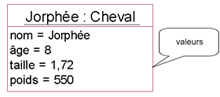 Jorphée : Cheval
nom = Jorphée
âge = 8
taille = 1,72
poids = 550
valeurs